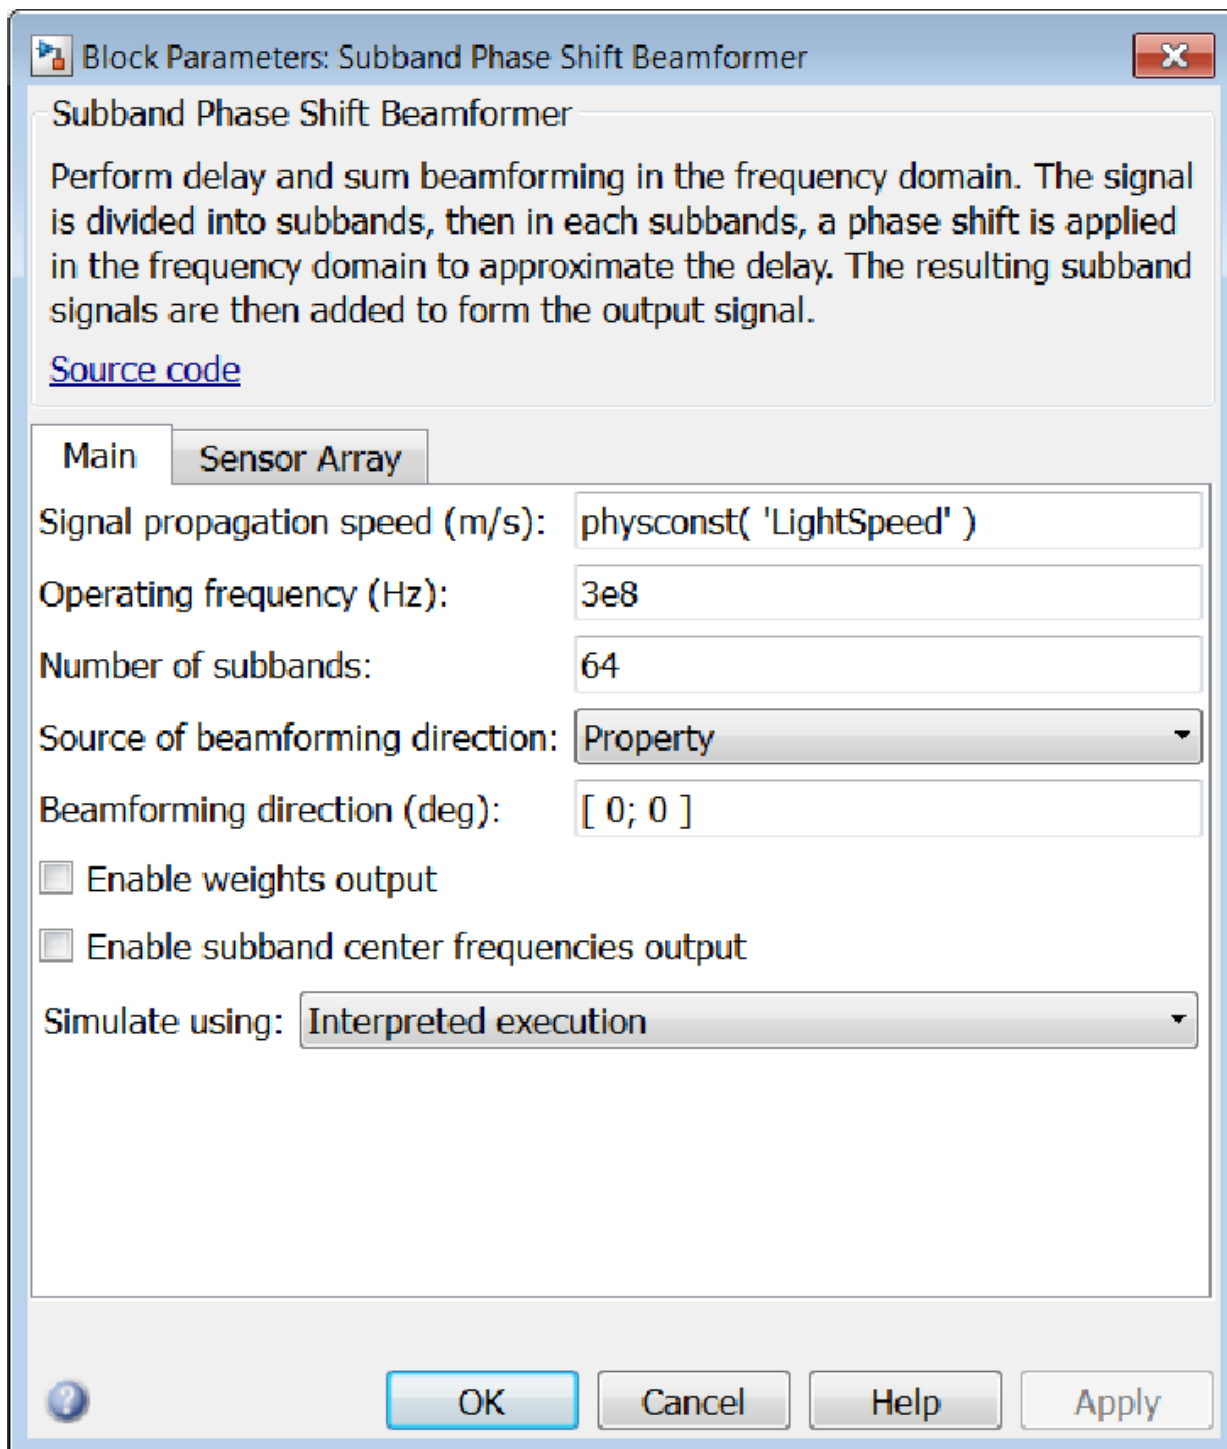 Block Parameters: Subband Phase Shift Beamformer
Subband Phase Shift Beamformer
Perform delay and sum beamforming in the frequency domain. The signal
is divided into subbands, then in each subbands, a phase shift is applied
in the frequency domain to approximate the delay. The resulting subband
signals are then added to form the output signal.
Source code
Main Sensor Array
Signal propagation speed (m/s): physconst( 'LightSpeed' )
Operating frequency (Hz): 3e8
Number of subbands: 64
Source of beamforming direction: Property
Beamforming direction (deg): [ 0; 0 ]
Enable weights output
Enable subband center frequencies output
Simulate using: Interpreted execution
? OK Cancel Help Apply